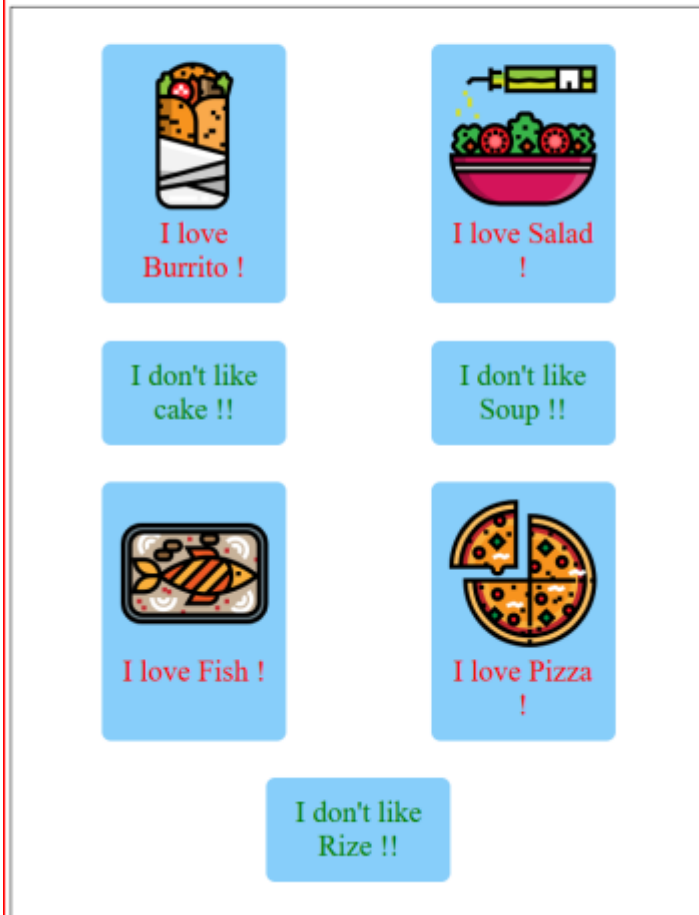 I love
Burrito !
I love Salad
!
I don't like
cake !!
I don't like
Soup !!
I love Fish !
I love Pizza
!
I don't like
Rize !!